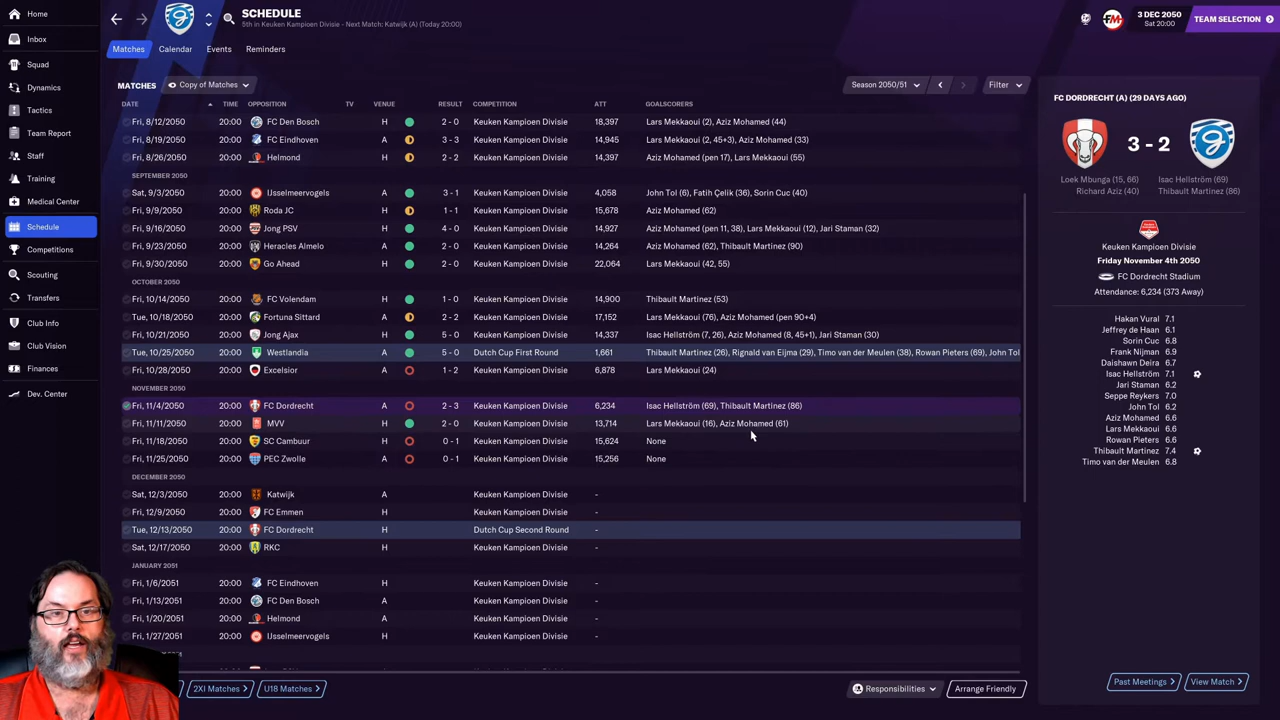 Home
Inbox
Squad
Dynamics
Tactics
Team Report
Staff
Training
Medical Center
Schedule
Competitions
Scouting
Transfers
Club Info
Club Vision
Finances
Dev. Center
SCHEDULE
5th in Keuken Kampioen Divisie - Next Match: Katwijk (A) (Today 20:00)
FM
3 DEC 2050
Sat 20:00
TEAM SELECTION
Matches Calendar Events Reminders
MATCHES Copy of Matches Season 2050/51 Filter
DATE TIME OPPOSITION TV VENUE RESULT COMPETITION ATT GOALSCORERS
Fri, 8/12/2050 20:00 FC Den Bosch H 2 - 0 Keuken Kampioen Divisie 18,397 Lars Mekkaoui (2), Aziz Mohamed (44)
Fri, 8/19/2050 20:00 FC Eindhoven A 3 - 3 Keuken Kampioen Divisie 14,945 Lars Mekkaoui (2, 45+3), Aziz Mohamed (33)
Fri, 8/26/2050 20:00 Helmond H 2 - 2 Keuken Kampioen Divisie 14,397 Aziz Mohamed (pen 17), Lars Mekkaoui (55)
SEPTEMBER 2050
Sat, 9/3/2050 20:00 IJsselmeervogels A 3 - 1 Keuken Kampioen Divisie 4,058 John Tol (6), Fatih Çelik (36), Sorin Cuc (40)
Fri, 9/9/2050 20:00 Roda JC H 1 - 1 Keuken Kampioen Divisie 15,678 Aziz Mohamed (62)
Fri, 9/16/2050 20:00 Jong PSV H 4 - 0 Keuken Kampioen Divisie 14,927 Aziz Mohamed (pen 11, 38), Lars Mekkaoui (12), Jari Staman (32)
Fri, 9/23/2050 20:00 Heracles Almelo A 2 - 0 Keuken Kampioen Divisie 14,264 Aziz Mohamed (62), Thibault Martinez (90)
Fri, 9/30/2050 20:00 Go Ahead H 2 - 0 Keuken Kampioen Divisie 22,064 Lars Mekkaoui (42, 55)
OCTOBER 2050
Fri, 10/14/2050 20:00 FC Volendam H 1 - 0 Keuken Kampioen Divisie 14,900 Thibault Martinez (53)
Tue, 10/18/2050 20:00 Fortuna Sittard A 2 - 2 Keuken Kampioen Divisie 17,152 Lars Mekkaoui (76), Aziz Mohamed (pen 90+4)
Fri, 10/21/2050 20:00 Jong Ajax H 5 - 0 Keuken Kampioen Divisie 14,337 Isac Hellström (7, 26), Aziz Mohamed (8, 45+1), Jari Staman (30)
Tue, 10/25/2050 20:00 Westlandia A 5 - 0 Dutch Cup First Round 1,661 Thibault Martinez (26), Rignald van Eijma (29), Timo van der Meulen (38), Rowan Pieters (69), John Tol
Fri, 10/28/2050 20:00 Excelsior A 1 - 2 Keuken Kampioen Divisie 6,878 Lars Mekkaoui (24)
NOVEMBER 2050
Fri, 11/4/2050 20:00 FC Dordrecht A 2 - 3 Keuken Kampioen Divisie 6,234 Isac Hellström (69), Thibault Martinez (86)
Fri, 11/11/2050 20:00 MVV H 2 - 0 Keuken Kampioen Divisie 13,714 Lars Mekkaoui (16), Aziz Mohamed (61)
Fri, 11/18/2050 20:00 SC Cambuur H 0 - 1 Keuken Kampioen Divisie 15,624 None
Fri, 11/25/2050 20:00 PEC Zwolle A 0 - 1 Keuken Kampioen Divisie 15,256 None
DECEMBER 2050
Sat, 12/3/2050 20:00 Katwijk A Keuken Kampioen Divisie -
Fri, 12/9/2050 20:00 FC Emmen H Keuken Kampioen Divisie -
Tue, 12/13/2050 20:00 FC Dordrecht H Dutch Cup Second Round -
Sat, 12/17/2050 20:00 RKC H Keuken Kampioen Divisie -
JANUARY 2051
Fri, 1/6/2051 20:00 FC Eindhoven H Keuken Kampioen Divisie -
Fri, 1/13/2051 20:00 FC Den Bosch A Keuken Kampioen Divisie -
Fri, 1/20/2051 20:00 Helmond A Keuken Kampioen Divisie -
Fri, 1/27/2051 20:00 IJsselmeervogels H Keuken Kampioen Divisie -
2XI Matches U18 Matches Responsibilities Arrange Friendly
FC DORDRECHT (A) (29 DAYS AGO)
3 - 2
Loek Mbunga (15, 66) Isac Hellström (69)
Richard Aziz (40) Thibault Martinez (86)
Keuken Kampioen Divisie
Friday November 4th 2050
FC Dordrecht Stadium
Attendance: 6,234 (373 Away)
Hakan Vural 7.1
Jeffrey de Haan 6.1
Sorin Cuc 6.8
Frank Nijman 6.9
Daishawn Deira 6.7
Isac Hellström 7.1
Jari Staman 6.2
Seppe Reykers 7.0
John Tol 6.2
Aziz Mohamed 6.6
Lars Mekkaoui 6.6
Rowan Pieters 6.6
Thibault Martinez 7.4
Timo van der Meulen 6.8
Past Meetings View Match